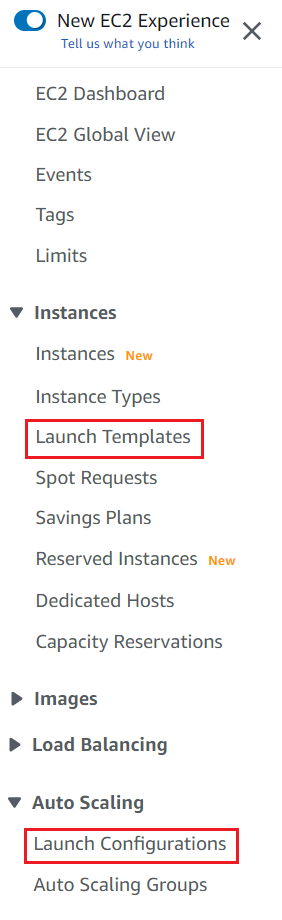 New EC2 Experience
Tell us what you think
EC2 Dashboard
EC2 Global View
Events
Tags
Limits
Instances
Instances New
Instance Types
Launch Templates
Spot Requests
Savings Plans
Reserved Instances New
Dedicated Hosts
Capacity Reservations
Images
Load Balancing
Auto Scaling
Launch Configurations
Auto Scaling Groups